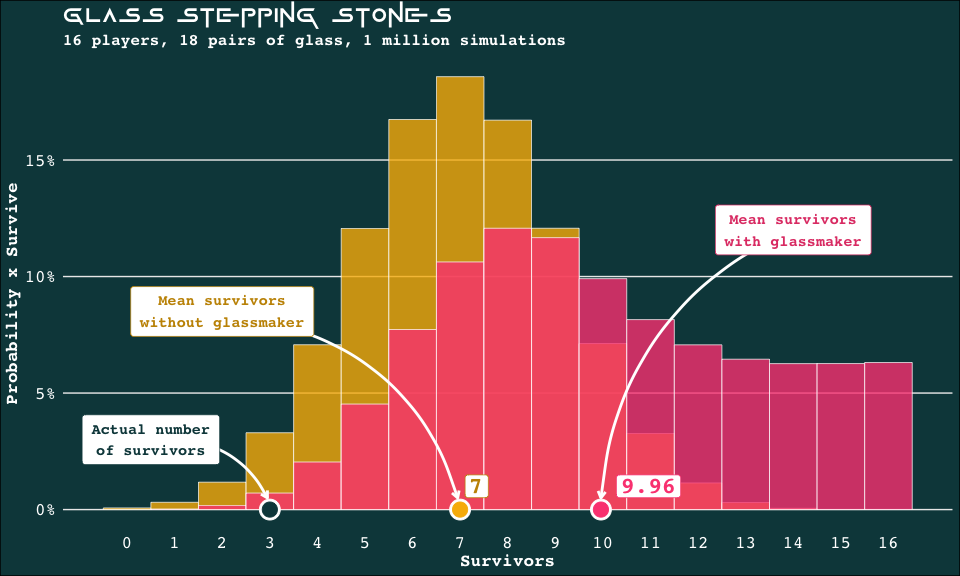 GLASS STEPPING STONES
16 players, 18 pairs of glass, 1 million simulations
Probability x Survive
15%
10%
5%
0%
Mean survivors
with glassmaker
Mean survivors
without glassmaker
Actual number
of survivors
7
9.96
0 1 2 3 4 5 6 7 8 9 10 11 12 13 14 15 16
Survivors